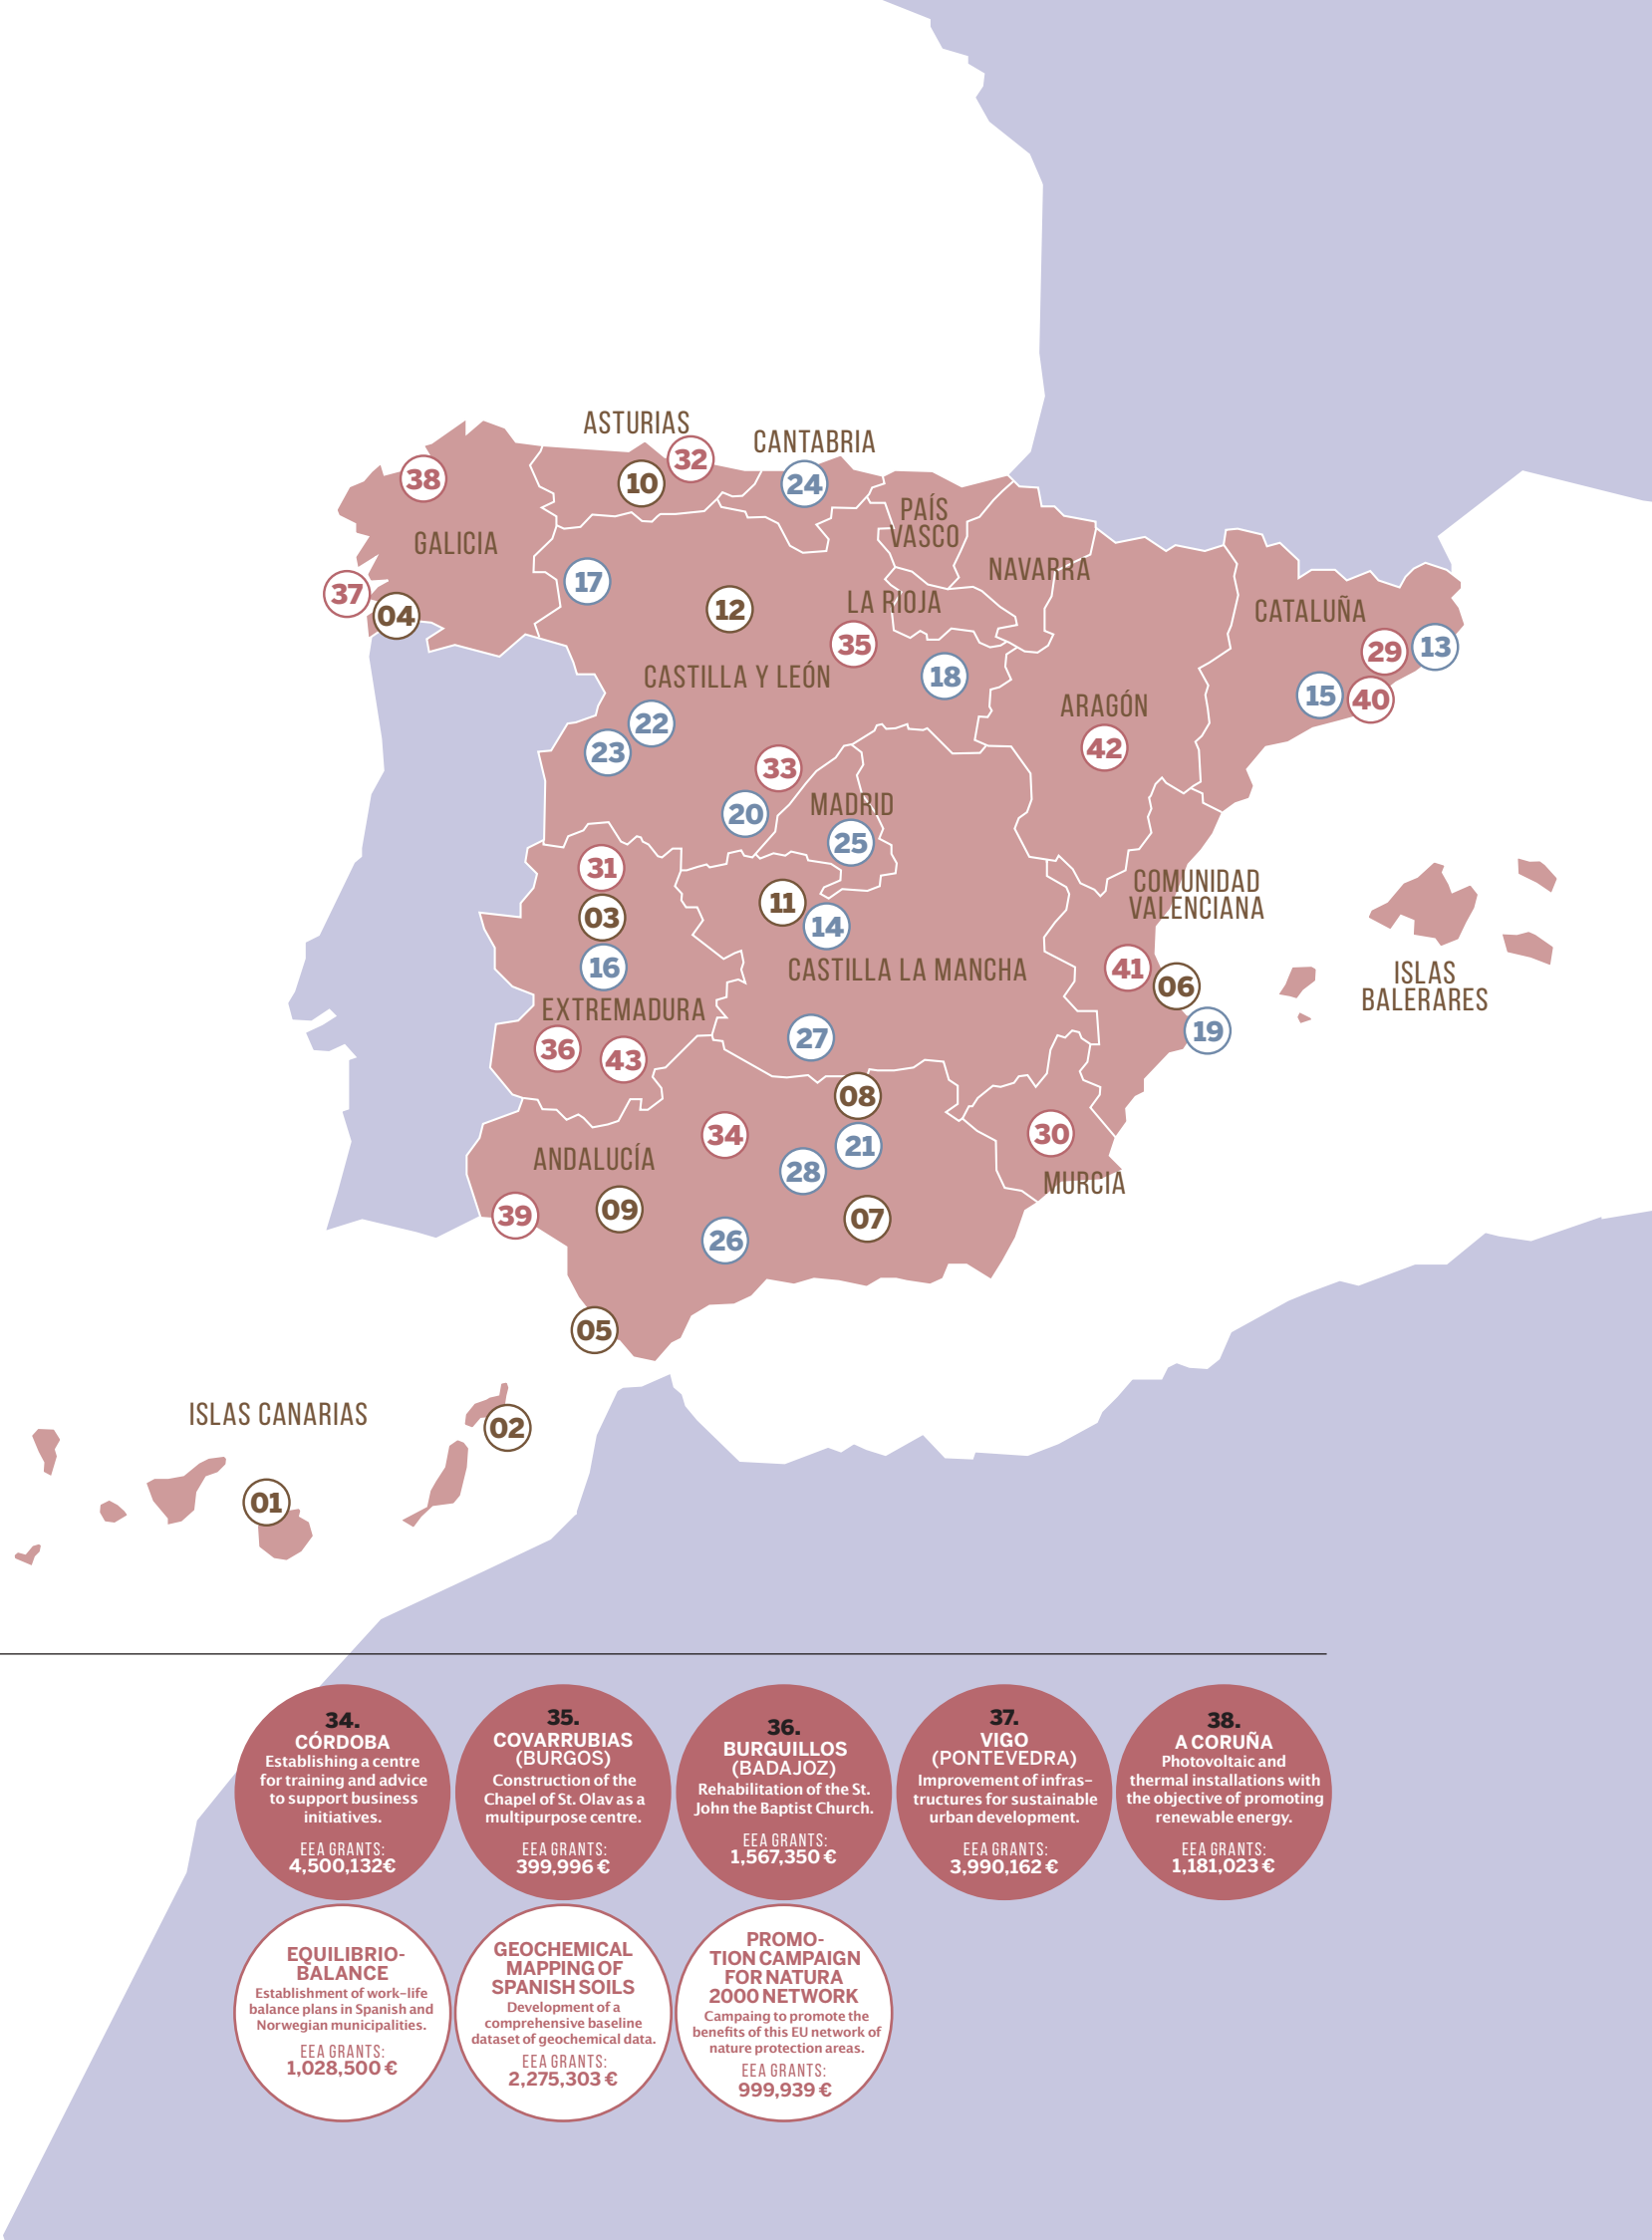 ASTURIAS
CANTABRIA
32
38
10
24
PAÍS
VASCO
GALICIA
NAVARRA
17
37
LA RIOJA
12
04
CATALUÑA
35
29
13
18
CASTILLA Y LEÓN
15
40
ARAGÓN
22
42
23
33
MADRID
20
25
31
COMUNIDAD
VALENCIANA
11
03
14
16
CASTILLA LA MANCHA
41
06
ISLAS
BALERARES
EXTREMADURA
19
27
36
43
08
34
30
21
ANDALUCÍA
28
MURCIA
09
39
07
26
05
ISLAS CANARIAS
02
01
34.
CÓRDOBA
Establishing a centre
for training and advice
to support business
initiatives.
EEA GRANTS:
4,500,132€
35.
COVARRUBIAS
(BURGOS)
Construction of the
Chapel of St. Olav as a
multipurpose centre.
EEA GRANTS:
399,996 €
36.
BURGUILLOS
(BADAJOZ)
Rehabilitation of the St.
John the Baptist Church.
EEA GRANTS:
1,567,350 €
37.
VIGO
(PONTEVEDRA)
Improvement of infras-
tructures for sustainable
urban development.
EEA GRANTS:
3,990,162 €
38.
A CORUÑA
Photovoltaic and
thermal installations with
the objective of promoting
renewable energy.
EEA GRANTS:
1,181,023 €
EQUILIBRIO-
BALANCE
Establishment of work-life
balance plans in Spanish and
Norwegian municipalities.
EEA GRANTS:
1,028,500 €
GEOCHEMICAL
MAPPING OF
SPANISH SOILS
Development of a
comprehensive baseline
dataset of geochemical data.
EEA GRANTS:
2,275,303 €
PROMO-
TION CAMPAIGN
FOR NATURA
2000 NETWORK
Campaing to promote the
benefits of this EU network of
nature protection areas.
EEA GRANTS:
999,939 €